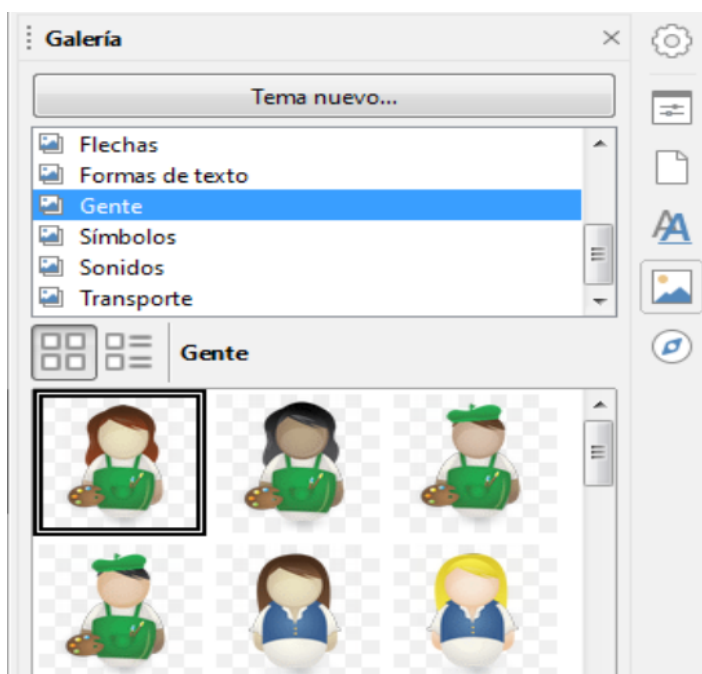 Galería
Tema nuevo...
Flechas
Formas de texto
Gente
Símbolos
Sonidos
Transporte
Gente